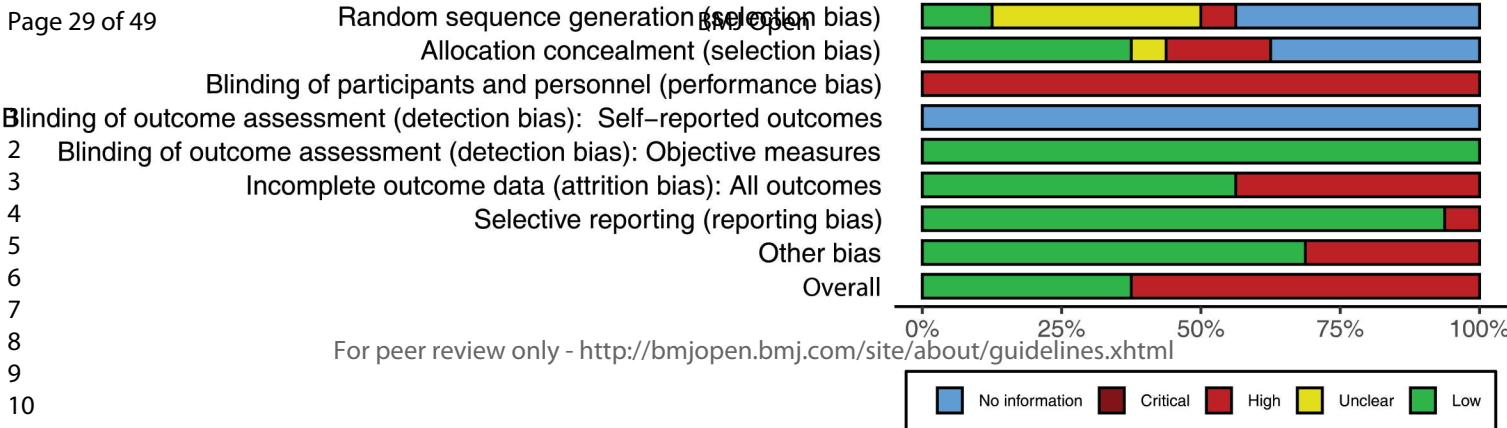 Page 29 of 49
BMJ Open
Random sequence generation (selection bias)
Allocation concealment (selection bias)
Blinding of participants and personnel (performance bias)
1
Blinding of outcome assessment (detection bias):  Self−reported outcomes
2
Blinding of outcome assessment (detection bias): Objective measures
3
Incomplete outcome data (attrition bias): All outcomes
4
Selective reporting (reporting bias)
5
Other bias
6
Overall
7
0% 25% 50% 75% 100%
8
For peer review only - http://bmjopen.bmj.com/site/about/guidelines.xhtml
9
No information Critical High Unclear Low
10